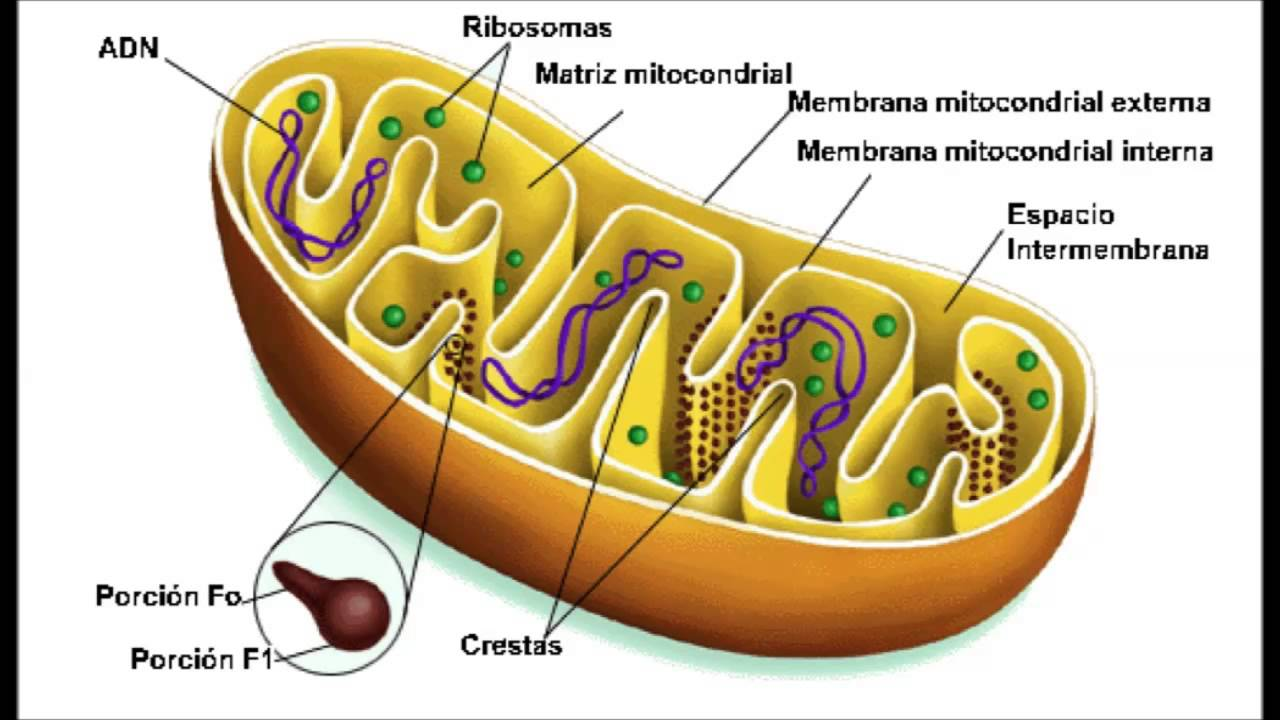 Ribosomas
ADN
Matriz mitocondrial
Membrana mitocondrial externa
Membrana mitocondrial interna
Espacio
Intermembrana
Porción Fo
Crestas
Porción F1